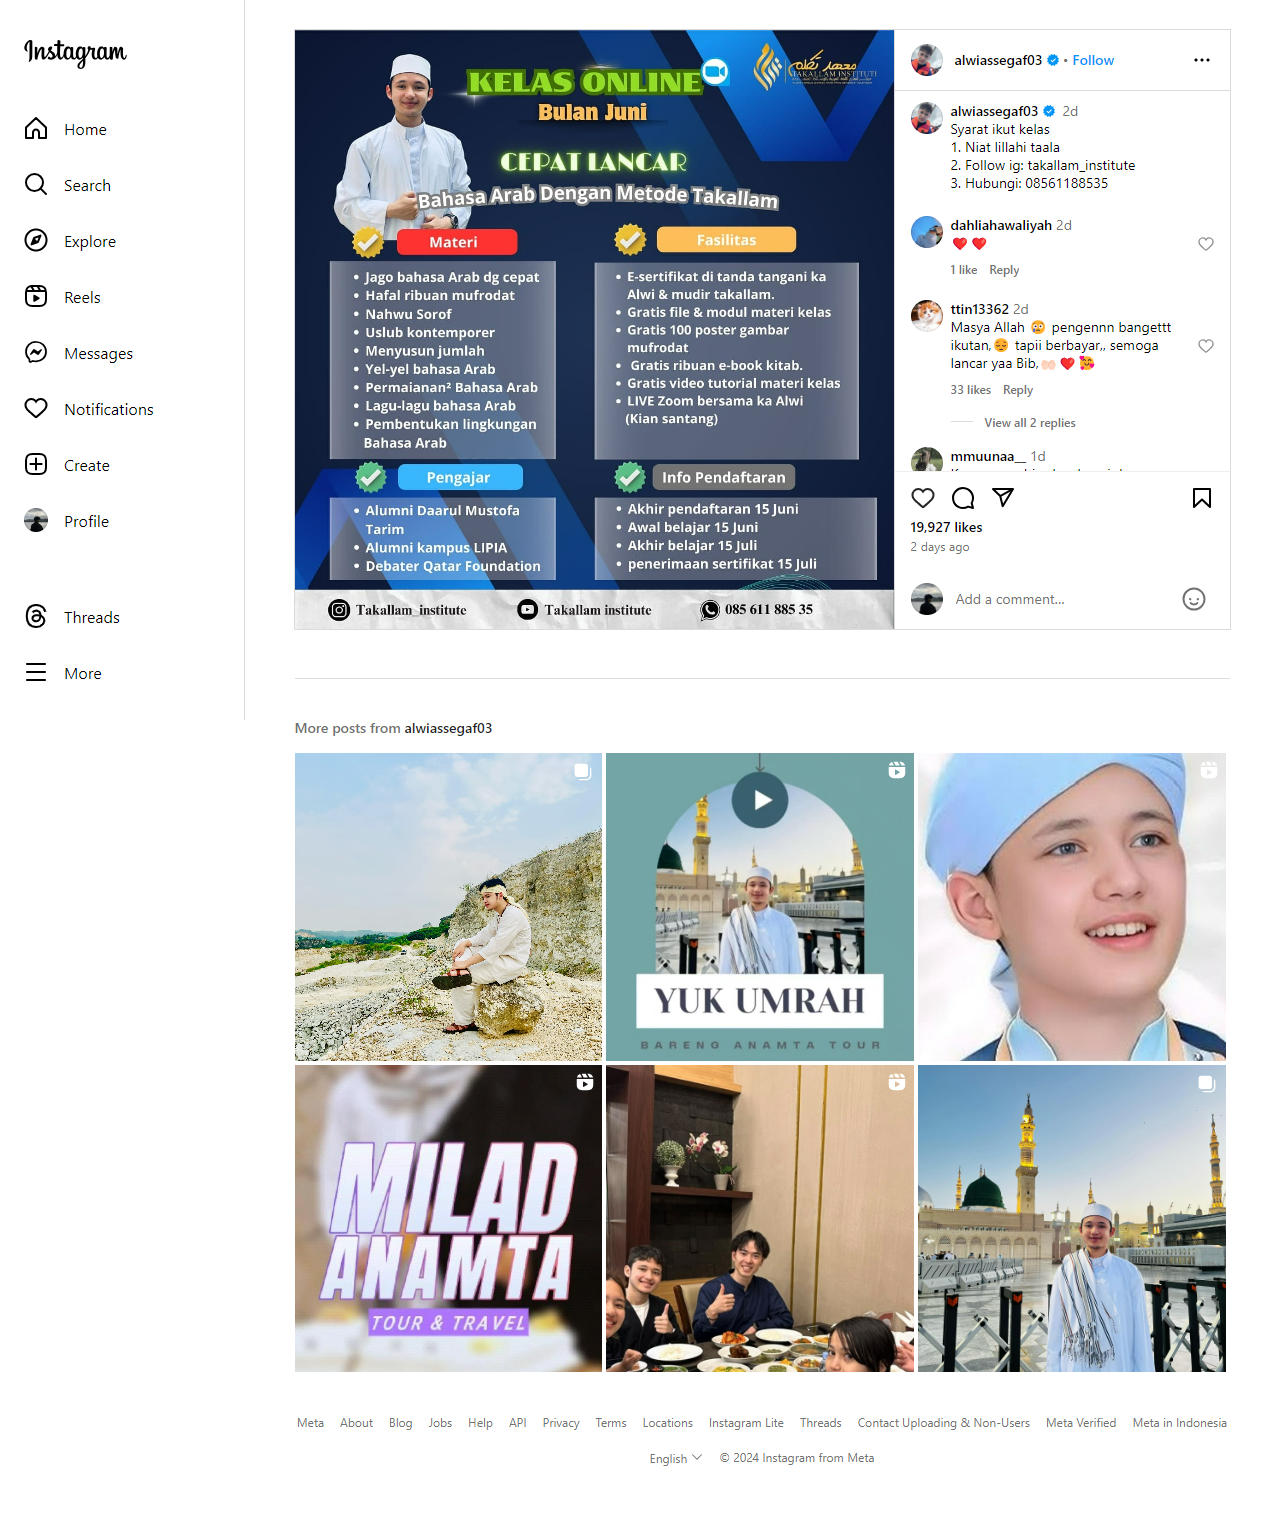 Instagram
Home
Search
Explore
Reels
Messages
Notifications
Create
Profile
Threads
More
KELAS ONLINE
Bulan Juni
معهد تكلم
TAKALLAM INSTITUTE
CEPAT LANCAR
Bahasa Arab Dengan Metode Takallam
Materi
• Jago bahasa Arab dg cepat
• Hafal ribuan mufrodat
• Nahwu Sorof
• Uslub kontemporer
• Menyusun jumlah
• Yel-yel bahasa Arab
• Permaianan² Bahasa Arab
• Lagu-lagu bahasa Arab
• Pembentukan lingkungan
Bahasa Arab
Fasilitas
• E-sertifikat di tanda tangani ka
Alwi & mudir takallam.
• Gratis file & modul materi kelas
• Gratis 100 poster gambar
mufrodat
• Gratis ribuan e-book kitab.
• Gratis video tutorial materi kelas
• LIVE Zoom bersama ka Alwi
(Kian santang)
Pengajar
• Alumni Daarul Mustofa
Tarim
• Alumni kampus LIPIA
• Debater Qatar Foundation
Info Pendaftaran
• Akhir pendaftaran 15 Juni
• Awal belajar 15 Juni
• Akhir belajar 15 Juli
• penerimaan sertifikat 15 Juli
Takallam_institute
Takallam institute
085 611 885 35
alwiassegaf03 • Follow
alwiassegaf03 2d
Syarat ikut kelas
1. Niat lillahi taala
2. Follow ig: takallam_institute
3. Hubungi: 08561188535
dahliahawaliyah 2d
❤️❤️
1 like Reply
ttin13362 2d
Masya Allah 😳 pengennn bangettt
ikutan,😔 tapii berbayar,, semoga
lancar yaa Bib,🤲🏻❤️🥰
33 likes Reply
View all 2 replies
mmuunaa__ 1d
19,927 likes
2 days ago
Add a comment...
More posts from alwiassegaf03
YUK UMRAH
BARENG ANAMTA TOUR
MILAD
ANAMTA
TOUR & TRAVEL
Meta About Blog Jobs Help API Privacy Terms Locations Instagram Lite Threads Contact Uploading & Non-Users Meta Verified Meta in Indonesia
English © 2024 Instagram from Meta